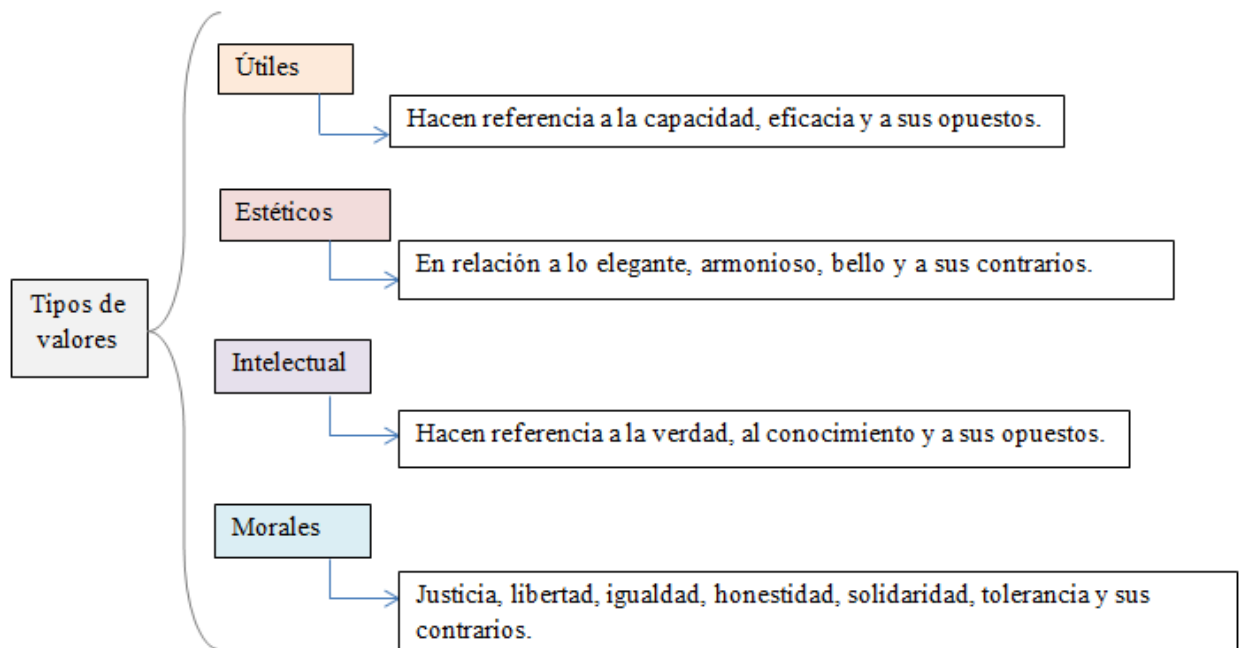 Tipos de
valores
Útiles
Hacen referencia a la capacidad, eficacia y a sus opuestos.
Estéticos
En relación a lo elegante, armonioso, bello y a sus contrarios.
Intelectual
Hacen referencia a la verdad, al conocimiento y a sus opuestos.
Morales
Justicia, libertad, igualdad, honestidad, solidaridad, tolerancia y sus
contrarios.